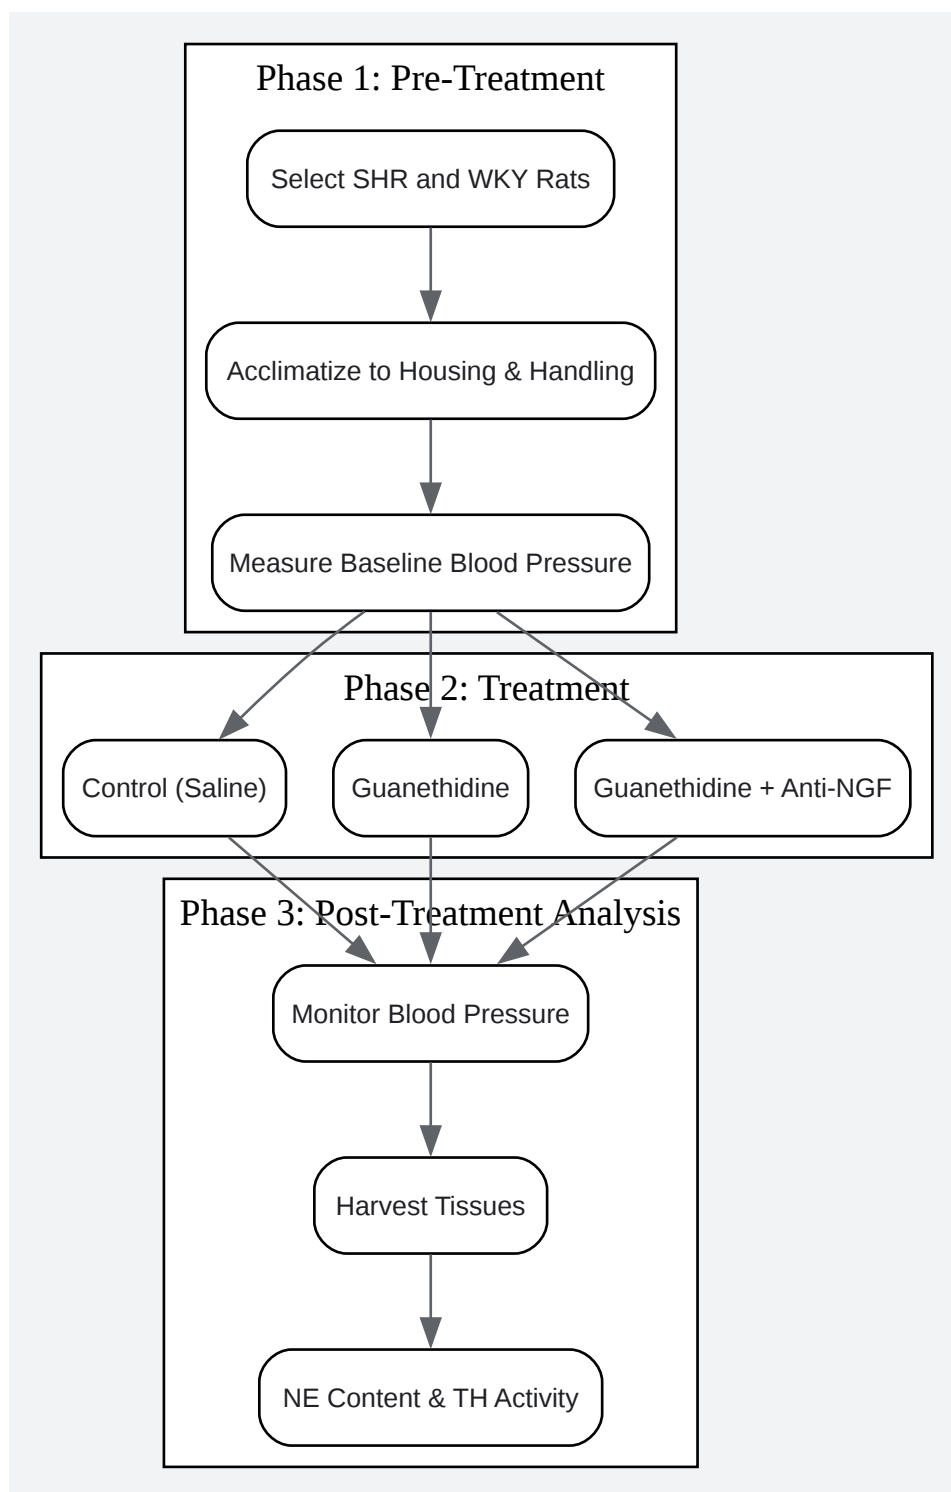 Phase 1: Pre-Treatment
Select SHR and WKY Rats
Acclimatize to Housing & Handling
Measure Baseline Blood Pressure
Phase 2: Treatment
Control (Saline)
Guanethidine
Guanethidine + Anti-NGF
Phase 3: Post-Treatment Analysis
Monitor Blood Pressure
Harvest Tissues
NE Content & TH Activity